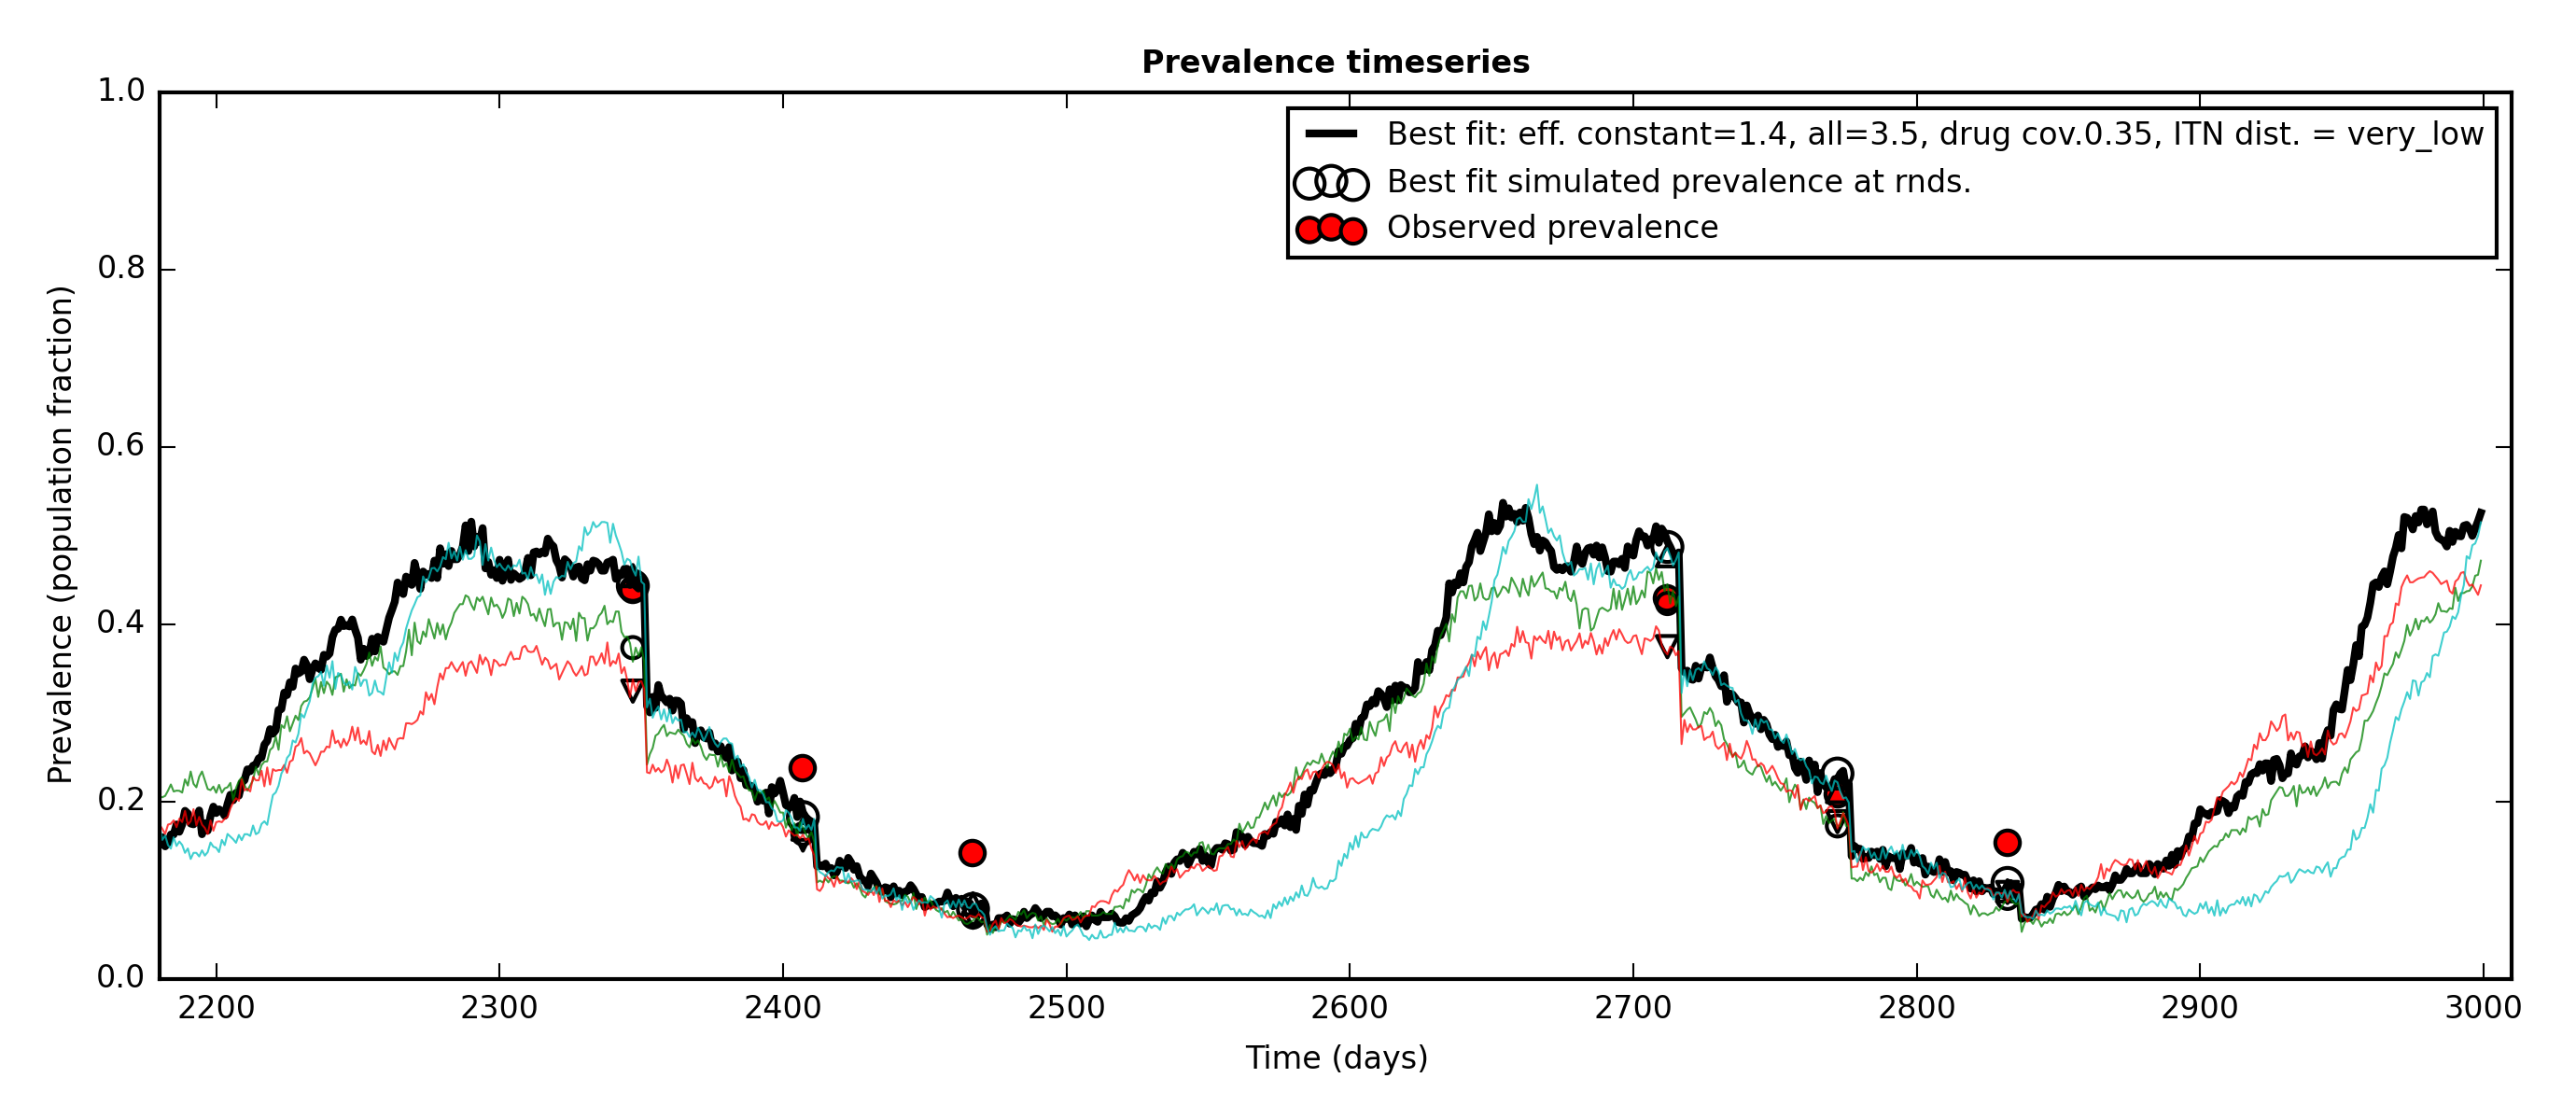 Prevalence timeseries
1.0
0.8
0.6
0.4
0.2
0.0
Prevalence (population fraction)
Best fit: eff. constant=1.4, all=3.5, drug cov.0.35, ITN dist. = very_low
Best fit simulated prevalence at rnds.
Observed prevalence
2200 2300 2400 2500 2600 2700 2800 2900 3000
Time (days)